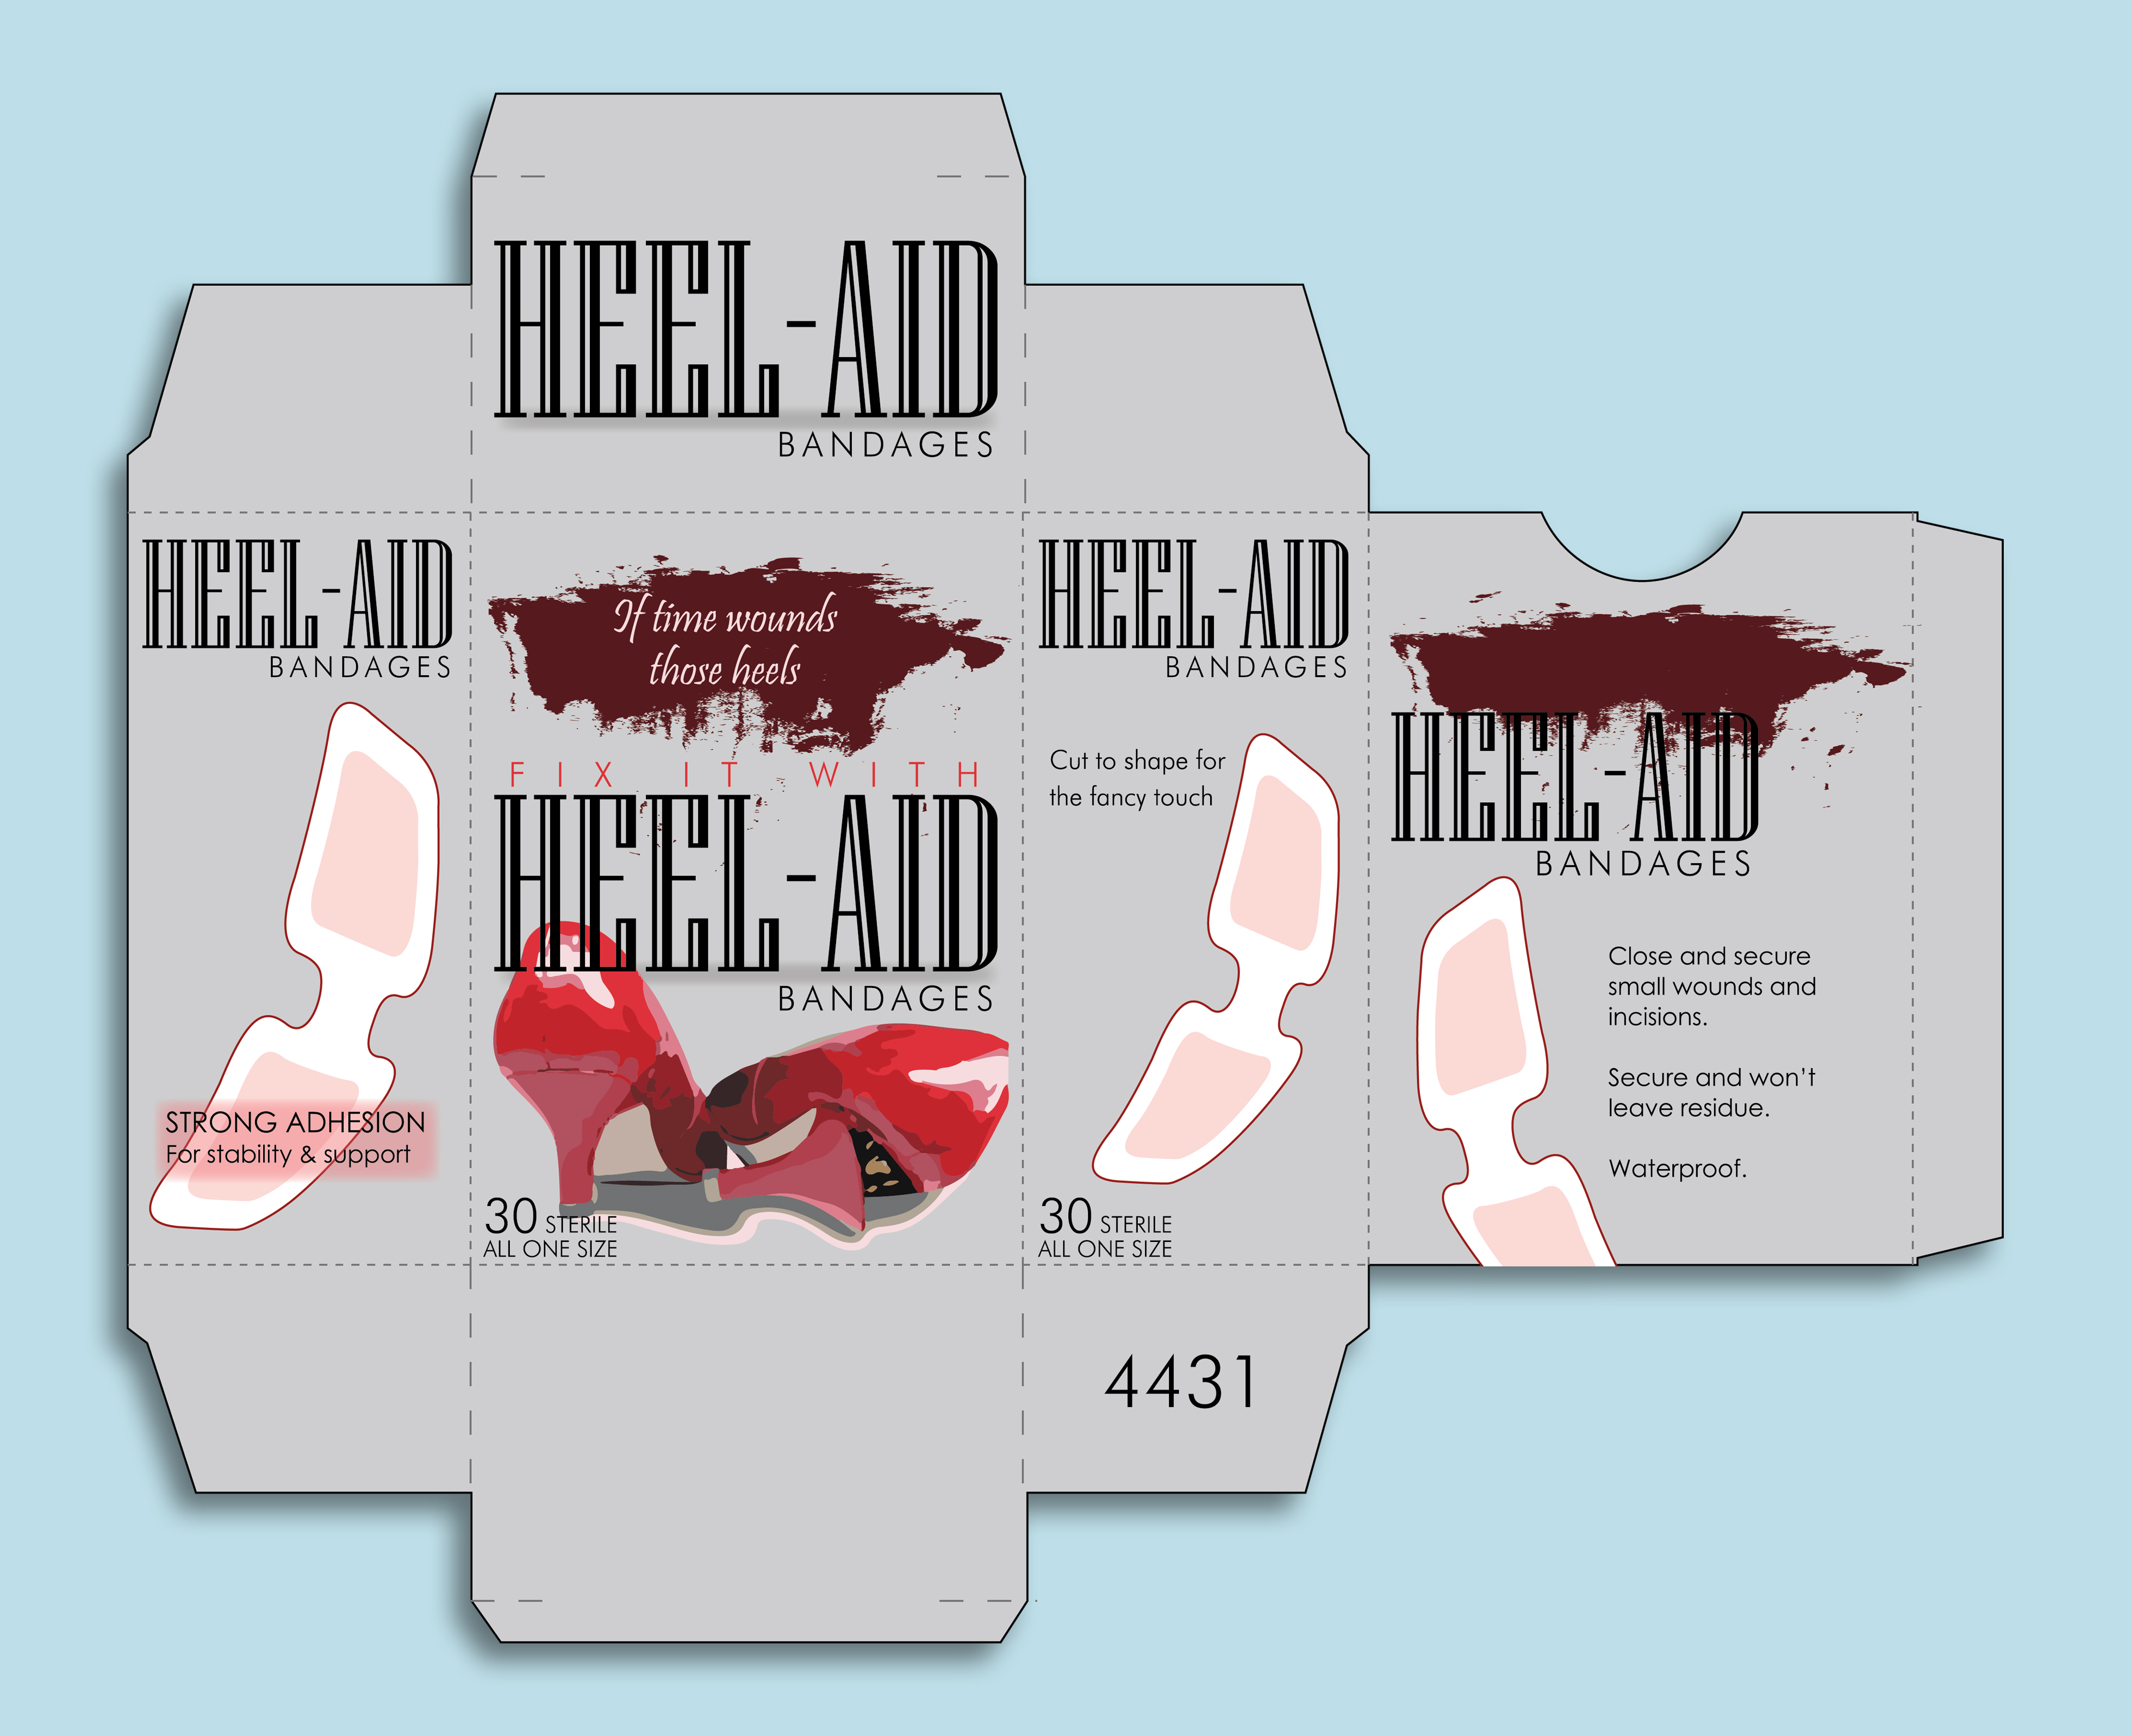 HEEL-AID
BANDAGES
HEEL-AID
BANDAGES
STRONG ADHESION
For stability & support
If time wounds
those heels
FIX IT WITH
HEEL-AID
BANDAGES
30 STERILE
ALL ONE SIZE
HEEL-AID
BANDAGES
Cut to shape for
the fancy touch
30 STERILE
ALL ONE SIZE
HEEL-AID
BANDAGES
Close and secure
small wounds and
incisions.
Secure and won't
leave residue.
Waterproof.
4431